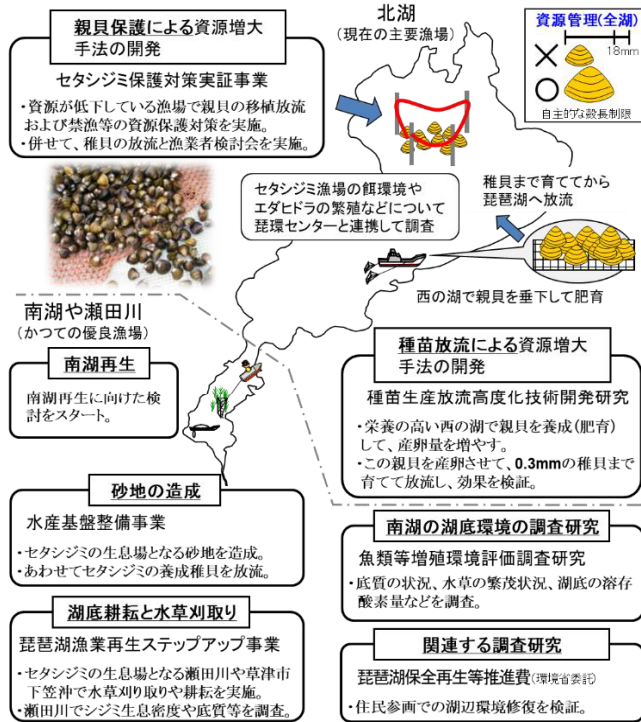 親貝保護による資源増大
手法の開発
セタシジミ保護対策実証事業
・資源が低下している漁場で親貝の移植放流
および禁漁等の資源保護対策を実施。
・併せて、稚貝の放流と漁業者検討会を実施。
北湖
(現在の主要漁場)
資源管理(全湖)
18mm
自主的な殻長制限
セタシジミ漁場の餌環境や
エダヒドラの繁殖などについて
琵環センターと連携して調査
稚貝まで育ててから
琵琶湖へ放流
西の湖で親貝を垂下して肥育
南湖や瀬田川
(かつての優良漁場)
南湖再生
南湖再生に向けた検
討をスタート。
種苗放流による資源増大
手法の開発
種苗生産放流高度化技術開発研究
・栄養の高い西の湖で親貝を養成(肥育)
して、産卵量を増やす。
・この親貝を産卵させて、0.3mmの稚貝まで
育てて放流し、効果を検証。
砂地の造成
水産基盤整備事業
・セタシジミの生息場となる砂地を造成。
・あわせてセタシジミの養成稚貝を放流。
南湖の湖底環境の調査研究
魚類等増殖環境評価調査研究
・底質の状況、水草の繁茂状況、湖底の溶存
酸素量などを調査。
湖底耕耘と水草刈取り
琵琶湖漁業再生ステップアップ事業
・セタシジミの生息場となる瀬田川や草津市
下笠沖で水草刈り取りや耕耘を実施。
・瀬田川でシジミ生息密度や底質等を調査。
関連する調査研究
琵琶湖保全再生等推進費(環境省委託)
・住民参画での湖辺環境修復を検証。